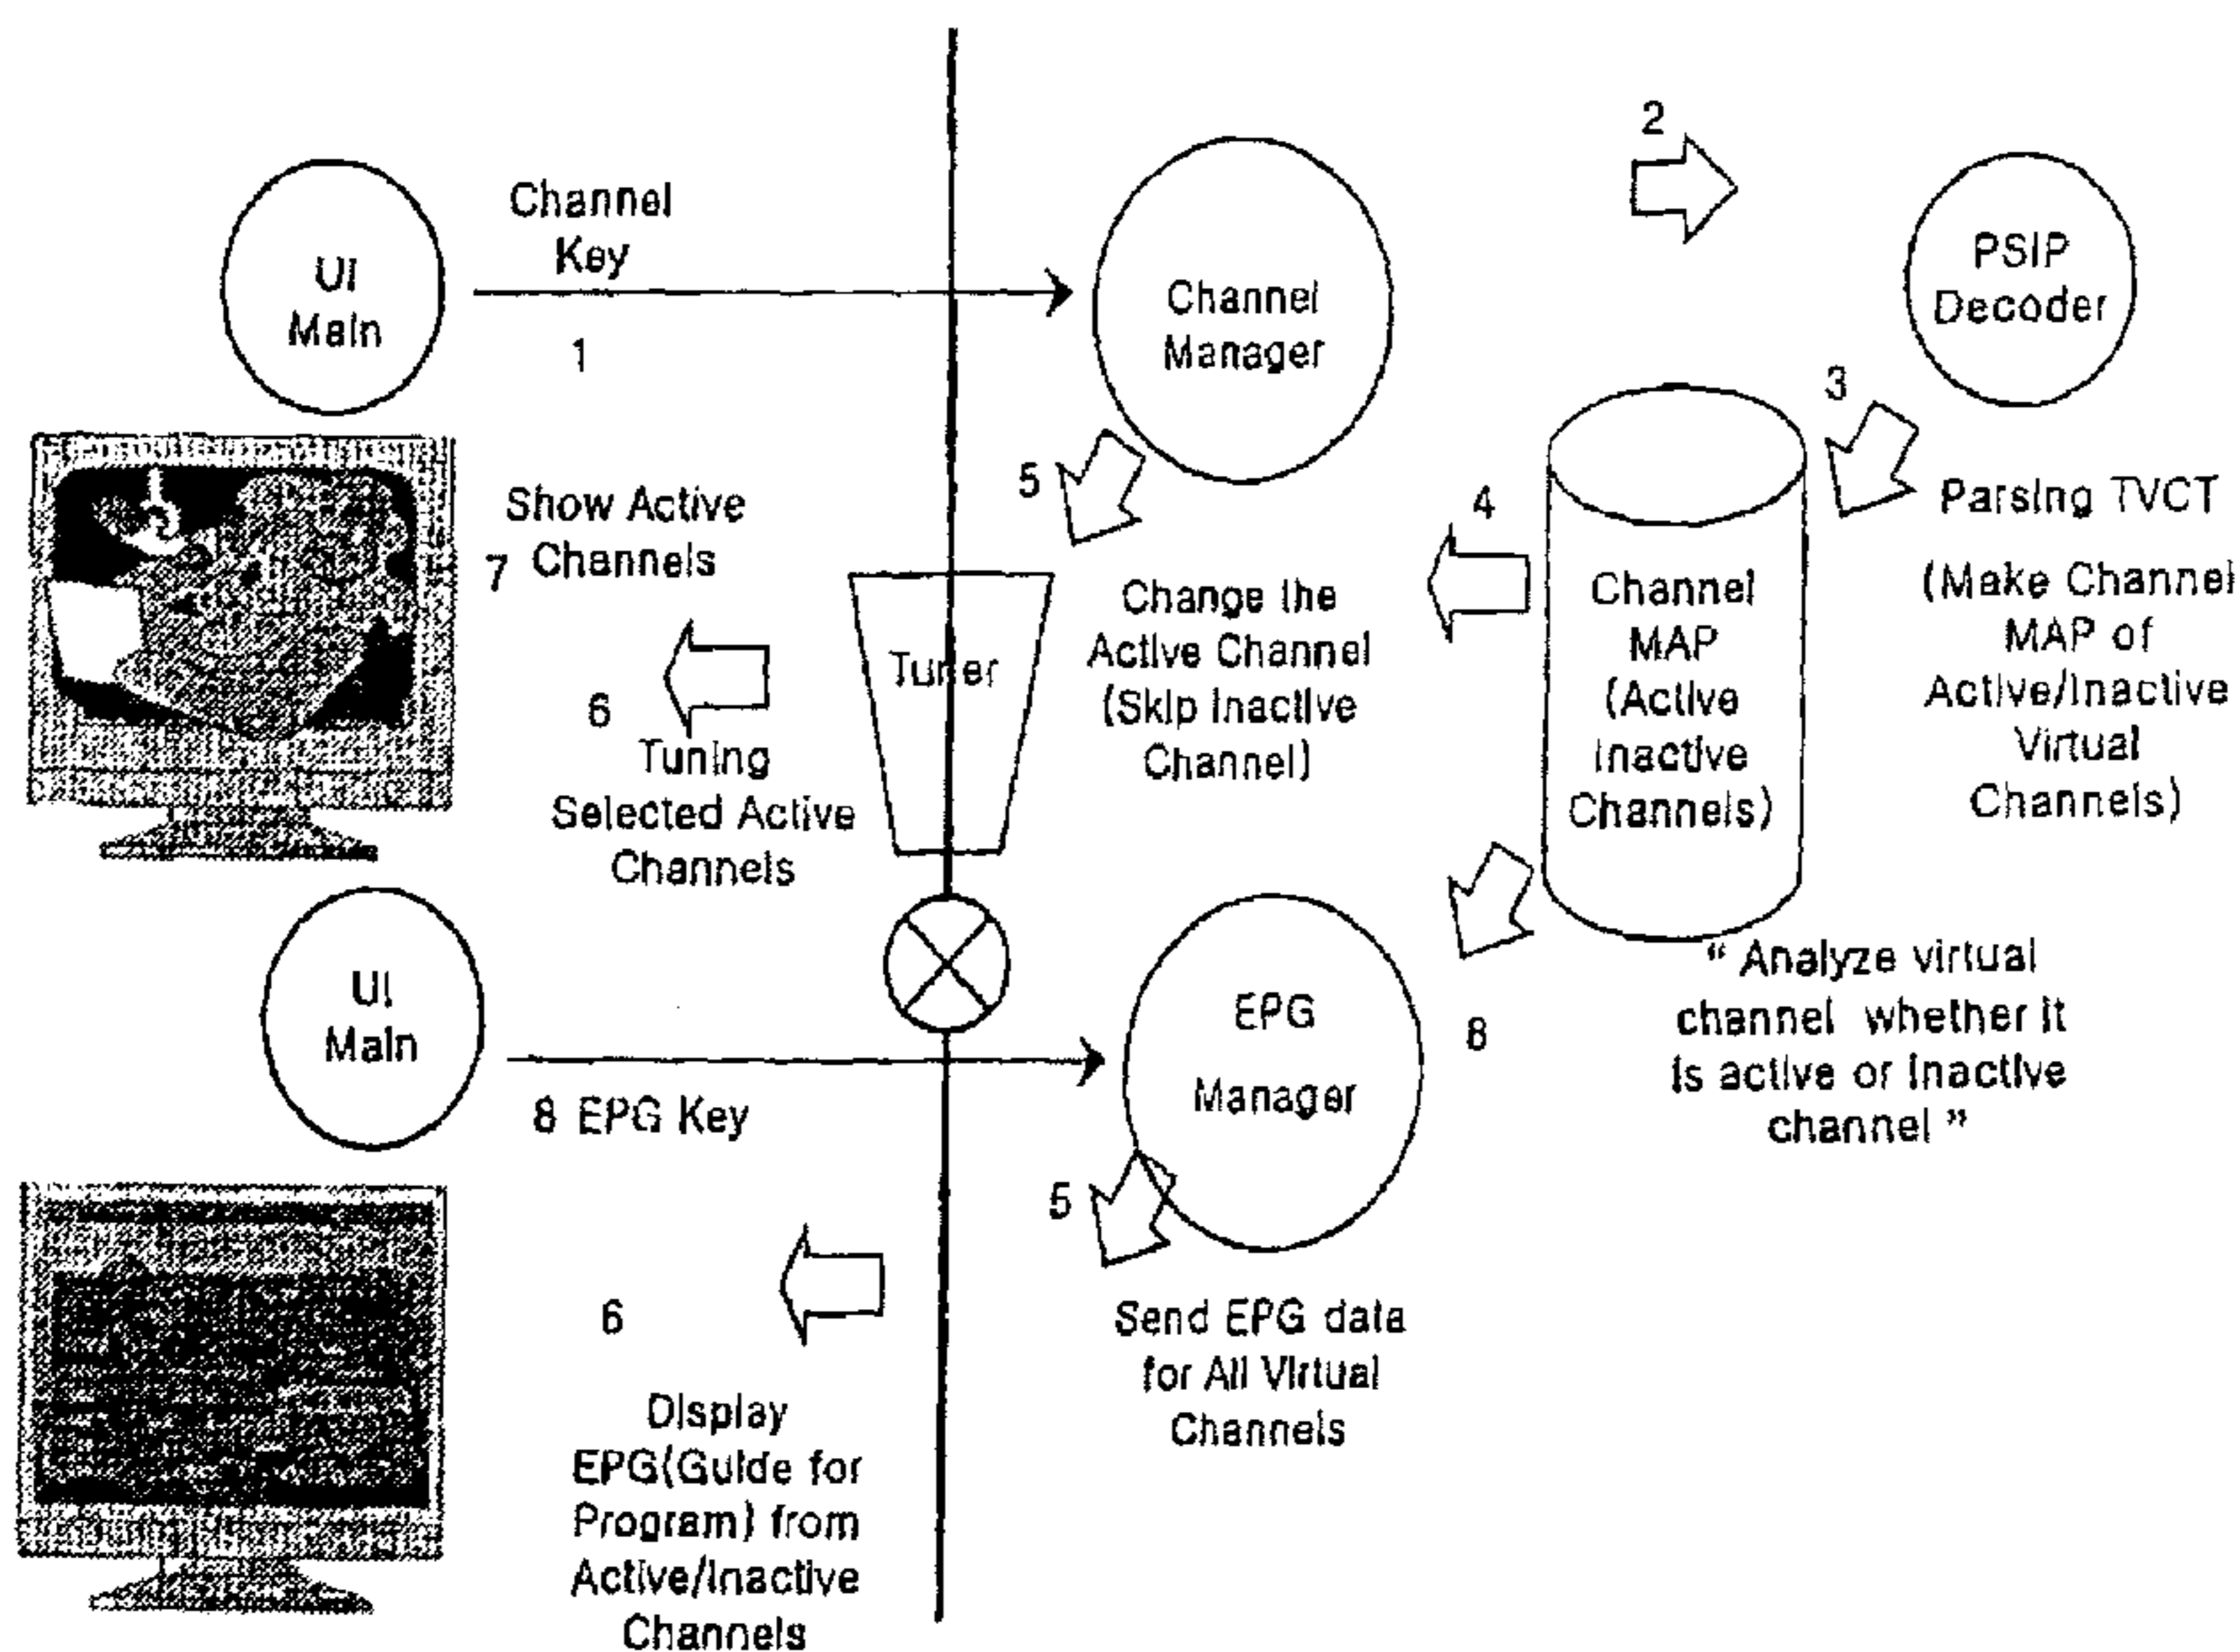 2
Channel
Key
UI
Main
1
Channel
Manager
PSIP
Decoder
3
5
4
Show Active
7 Channels
Parsing TVCT
(Make Channel
MAP of
Active/Inactive
Virtual
Channels)
Channel
MAP
(Active
Inactive
Channels)
Change the
Active Channel
(Skip Inactive
Channel)
Tuner
6
Tuning
Selected Active
Channels
UI
Main
8 EPG Key
EPG
Manager
8
" Analyze virtual
channel whether it
is active or inactive
channel "
5
6
Send EPG data
for All Virtual
Channels
Display
EPG(Guide for
Program) from
Active/Inactive
Channels